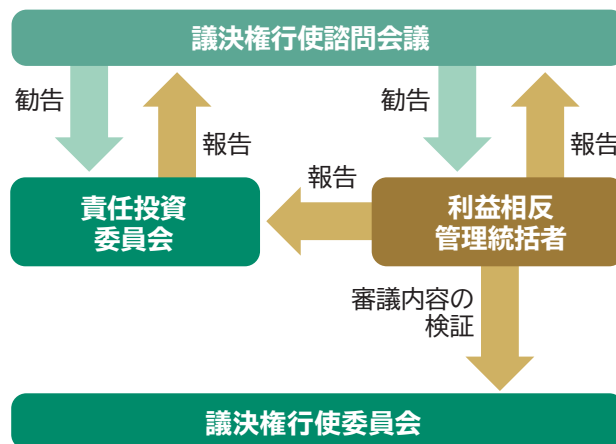 議決権行使諮問会議
勧告
報告
勧告
報告
責任投資
委員会
報告
利益相反
管理統括者
審議内容の
検証
議決権行使委員会